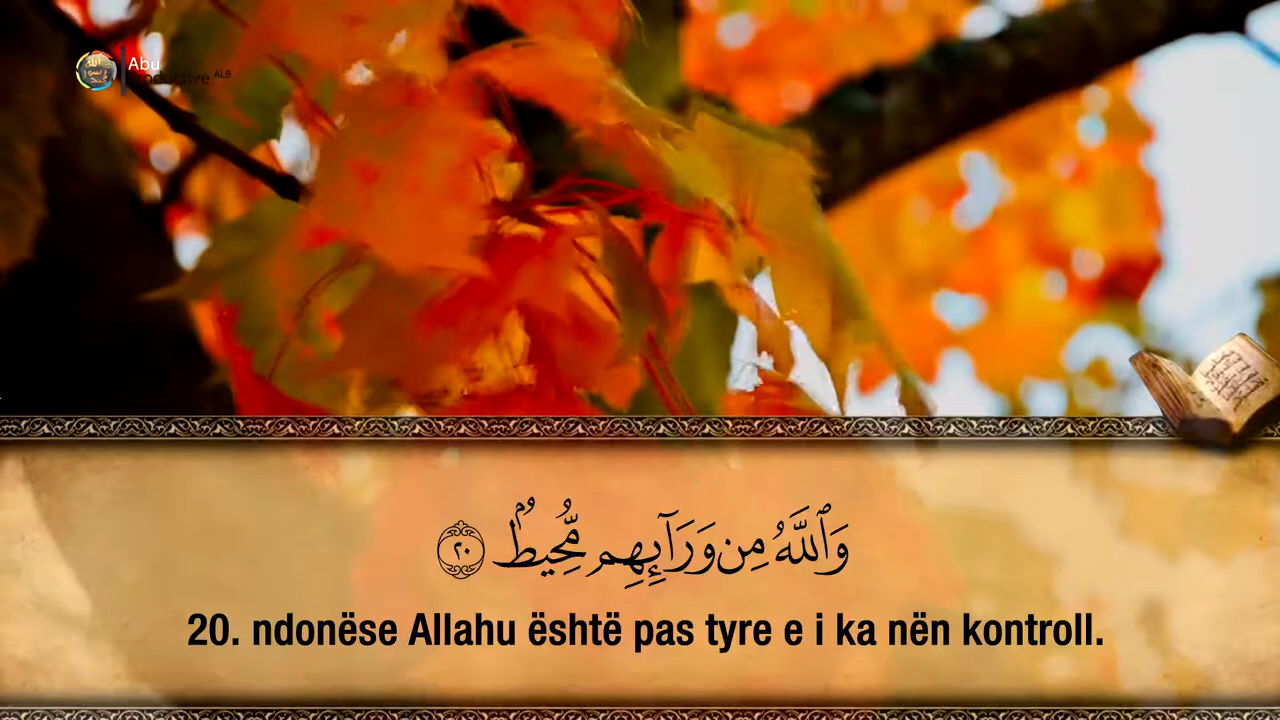 Abu
Productive ALB
وَٱللَّهُ مِن وَرَآئِهِم مُّحِيطٌۢ ٢٠
20. ndonëse Allahu është pas tyre e i ka nën kontroll.